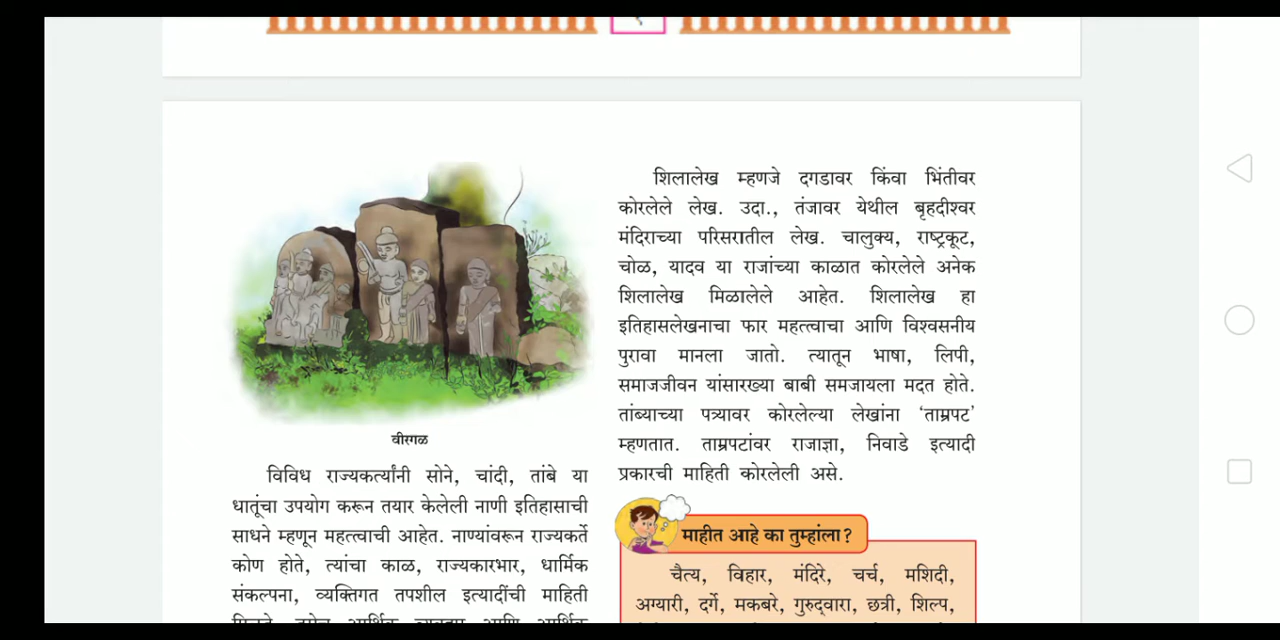 वीरगळ
विविध राज्यकर्त्यांनी सोने, चांदी, तांबे या
धातूंचा उपयोग करून तयार केलेली नाणी इतिहासाची
साधने म्हणून महत्त्वाची आहेत. नाण्यांवरून राज्यकर्ते
कोण होते, त्यांचा काळ, राज्यकारभार, धार्मिक
संकल्पना, व्यक्तिगत तपशील इत्यादींची माहिती
शिलालेख म्हणजे दगडावर किंवा भिंतीवर
कोरलेले लेख. उदा., तंजावर येथील बृहदीश्वर
मंदिराच्या परिसरातील लेख. चालुक्य, राष्ट्रकूट,
चोळ, यादव या राजांच्या काळात कोरलेले अनेक
शिलालेख मिळालेले आहेत. शिलालेख हा
इतिहासलेखनाचा फार महत्त्वाचा आणि विश्वसनीय
पुरावा मानला जातो. त्यातून भाषा, लिपी,
समाजजीवन यांसारख्या बाबी समजायला मदत होते.
तांब्याच्या पत्र्यावर कोरलेल्या लेखांना ‘ताम्रपट’
म्हणतात. ताम्रपटांवर राजाज्ञा, निवाडे इत्यादी
प्रकारची माहिती कोरलेली असे.
माहीत आहे का तुम्हांला?
चैत्य, विहार, मंदिरे, चर्च, मशिदी,
अग्यारी, दर्गे, मकबरे, गुरुद्‌वारा, छत्री, शिल्प,